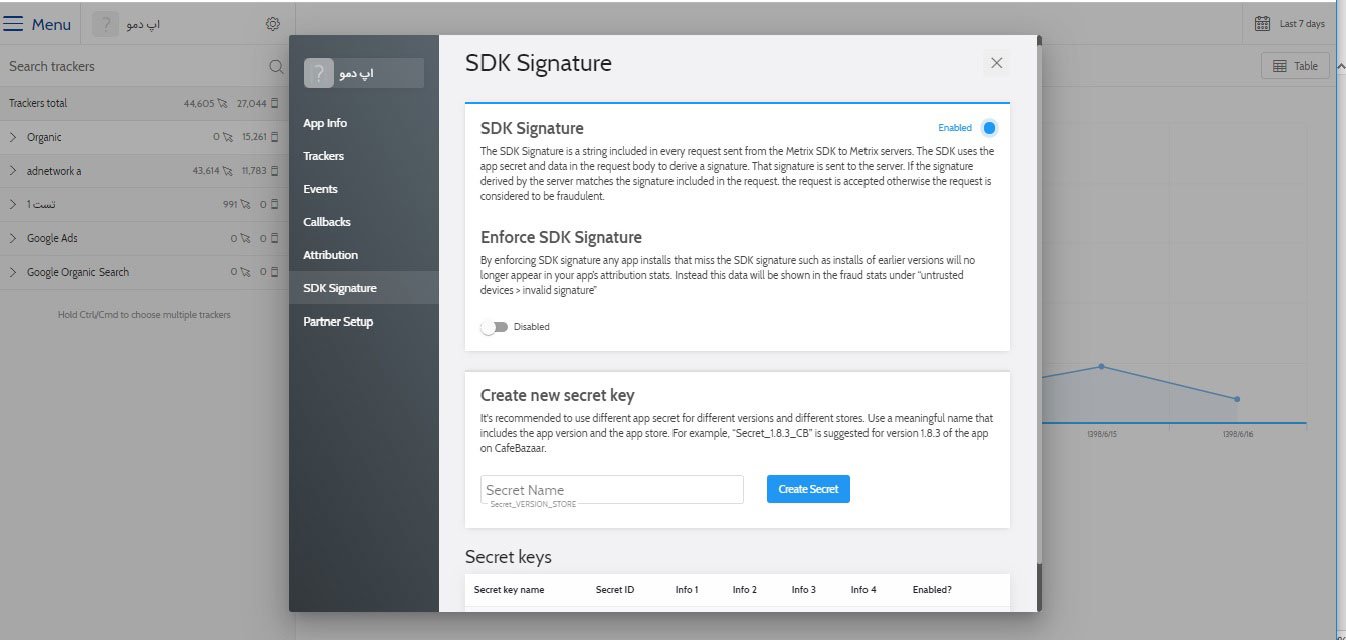 Menu
? اپ دمو
Last 7 days
Search trackers
Table
Trackers total 44,605 27,044
Organic 0 15,261
adnetwork a 43,614 11,783
تست 1 991 0
Google Ads 0 0
Google Organic Search 0 0
Hold Ctrl/Cmd to choose multiple trackers
? اپ دمو
App Info
Trackers
Events
Callbacks
Attribution
SDK Signature
Partner Setup
SDK Signature
SDK Signature
Enabled
The SDK Signature is a string included in every request sent from the Metrix SDK to Metrix servers. The SDK uses the
app secret and data in the request body to derive a signature. That signature is sent to the server. If the signature
derived by the server matches the signature included in the request. the request is accepted otherwise the request is
considered to be fraudulent.
Enforce SDK Signature
By enforcing SDK signature any app installs that miss the SDK signature such as installs of earlier versions will no
longer appear in your app's attribution stats. Instead this data will be shown in the fraud stats under "untrusted
devices > invalid signature"
Disabled
Create new secret key
It's recommended to use different app secret for different versions and different stores. Use a meaningful name that
includes the app version and the app store. For example, "Secret_1.8.3_CB" is suggested for version 1.8.3 of the app
on CafeBazaar.
Secret Name
Secret_VERSION_STORE
Create Secret
Secret keys
Secret key name Secret ID Info 1 Info 2 Info 3 Info 4 Enabled?
1398/6/15 1398/6/16